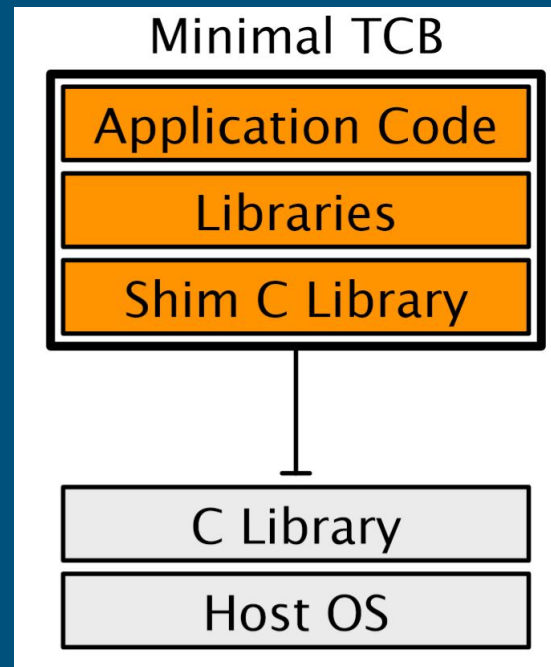 Minimal TCB
Application Code
Libraries
Shim C Library
C Library
Host OS